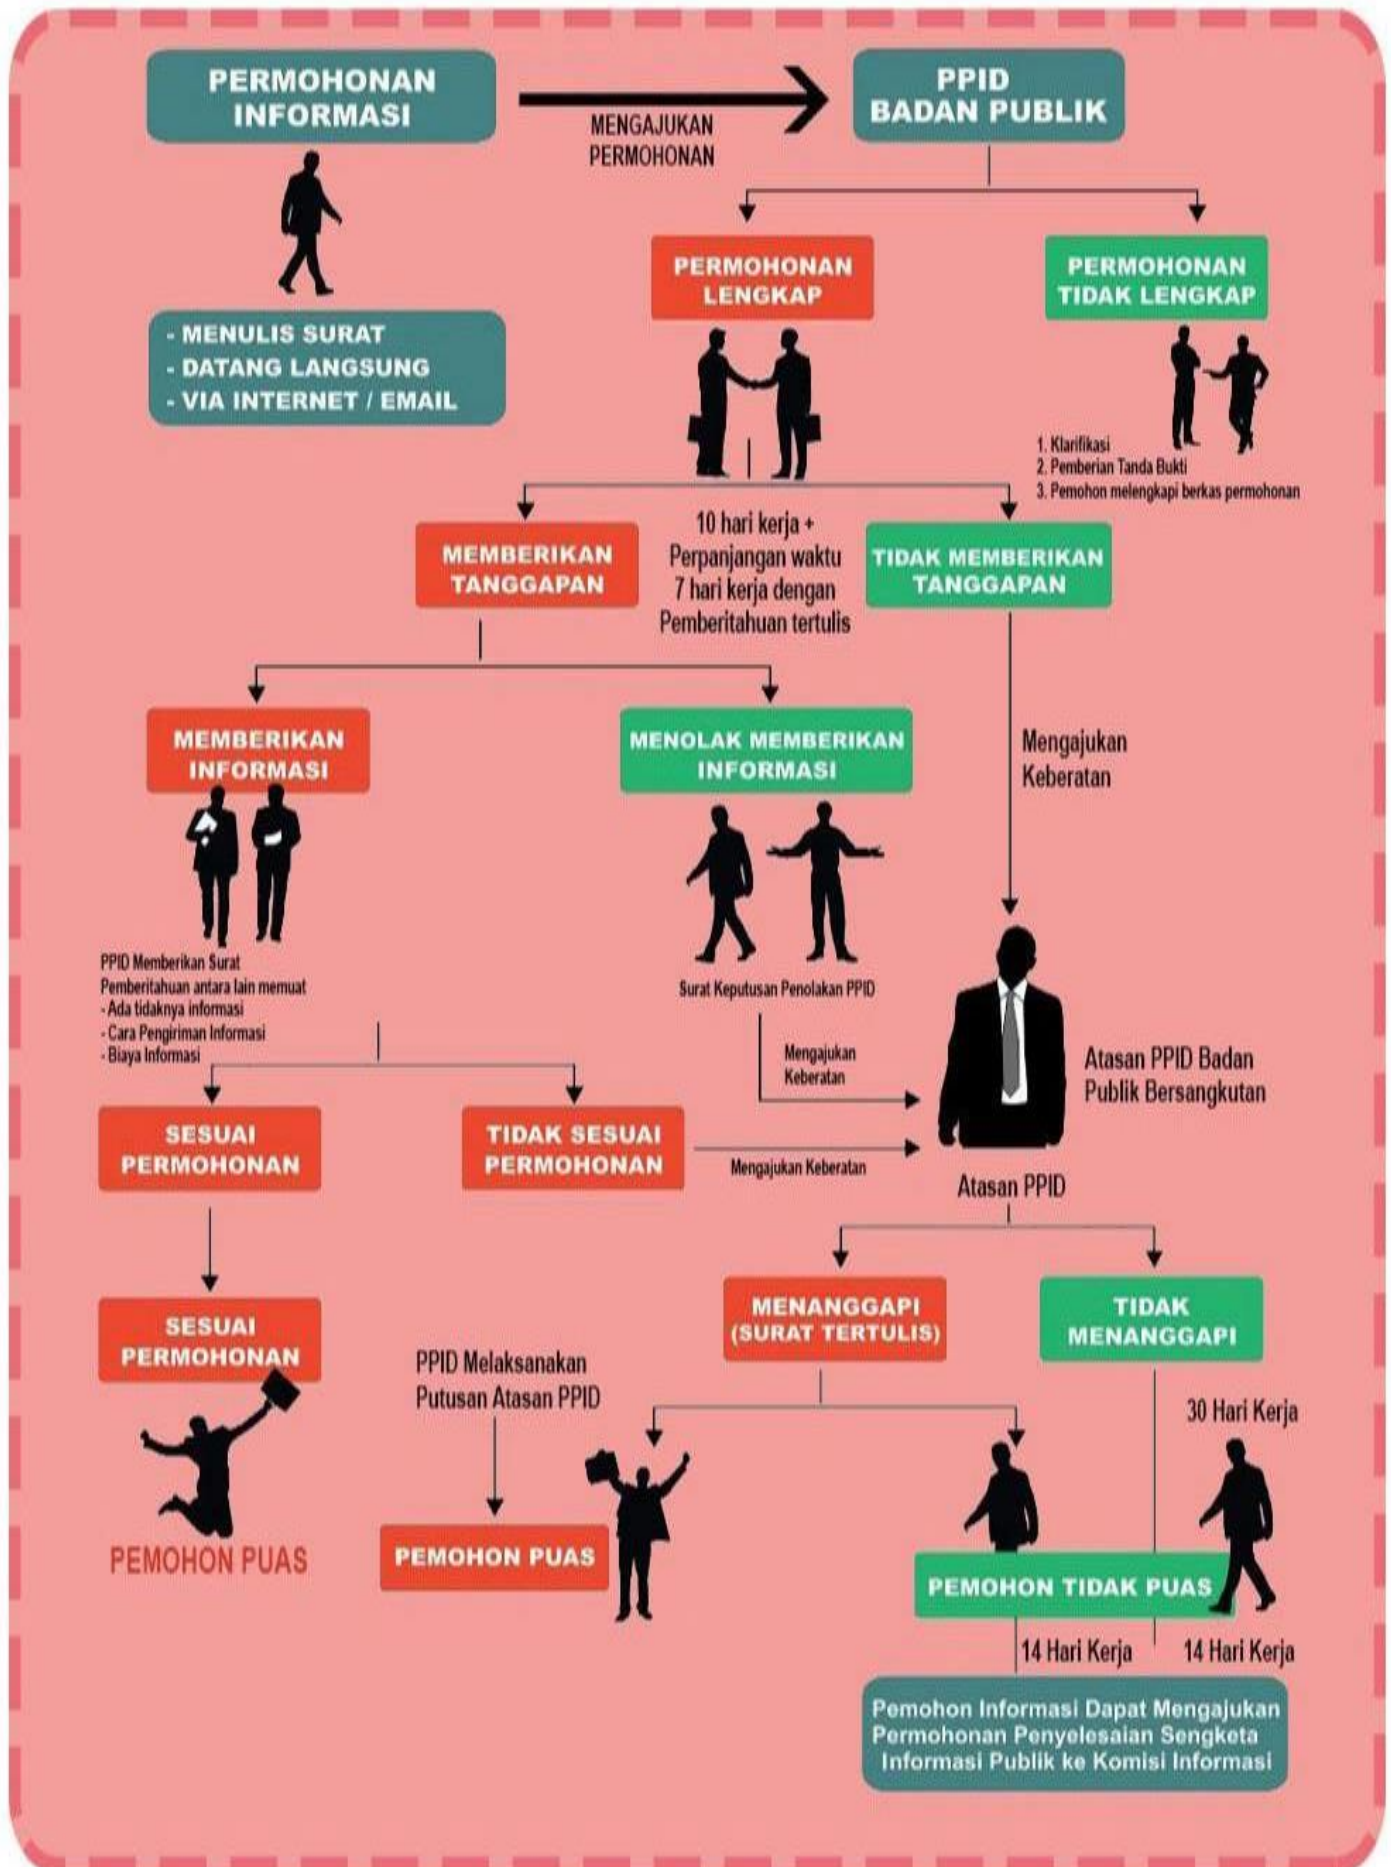 PERMOHONAN
INFORMASI
MENGAJUKAN
PERMOHONAN
PPID
BADAN PUBLIK
- MENULIS SURAT
- DATANG LANGSUNG
- VIA INTERNET / EMAIL
PERMOHONAN
LENGKAP
PERMOHONAN
TIDAK LENGKAP
1. Klarifikasi
2. Pemberian Tanda Bukti
3. Pemohon melengkapi berkas permohonan
MEMBERIKAN
TANGGAPAN
10 hari kerja +
Perpanjangan waktu
7 hari kerja dengan
Pemberitahuan tertulis
TIDAK MEMBERIKAN
TANGGAPAN
MEMBERIKAN
INFORMASI
MENOLAK MEMBERIKAN
INFORMASI
Mengajukan
Keberatan
PPID Memberikan Surat
Pemberitahuan antara lain memuat
- Ada tidaknya informasi
- Cara Pengiriman Informasi
- Biaya Informasi
Surat Keputusan Penolakan PPID
Mengajukan
Keberatan
Atasan PPID Badan
Publik Bersangkutan
SESUAI
PERMOHONAN
TIDAK SESUAI
PERMOHONAN
Mengajukan Keberatan
Atasan PPID
SESUAI
PERMOHONAN
PEMOHON PUAS
PPID Melaksanakan
Putusan Atasan PPID
PEMOHON PUAS
MENANGGAPI
(SURAT TERTULIS)
TIDAK
MENANGGAPI
30 Hari Kerja
PEMOHON TIDAK PUAS
14 Hari Kerja
14 Hari Kerja
Pemohon Informasi Dapat Mengajukan
Permohonan Penyelesaian Sengketa
Informasi Publik ke Komisi Informasi